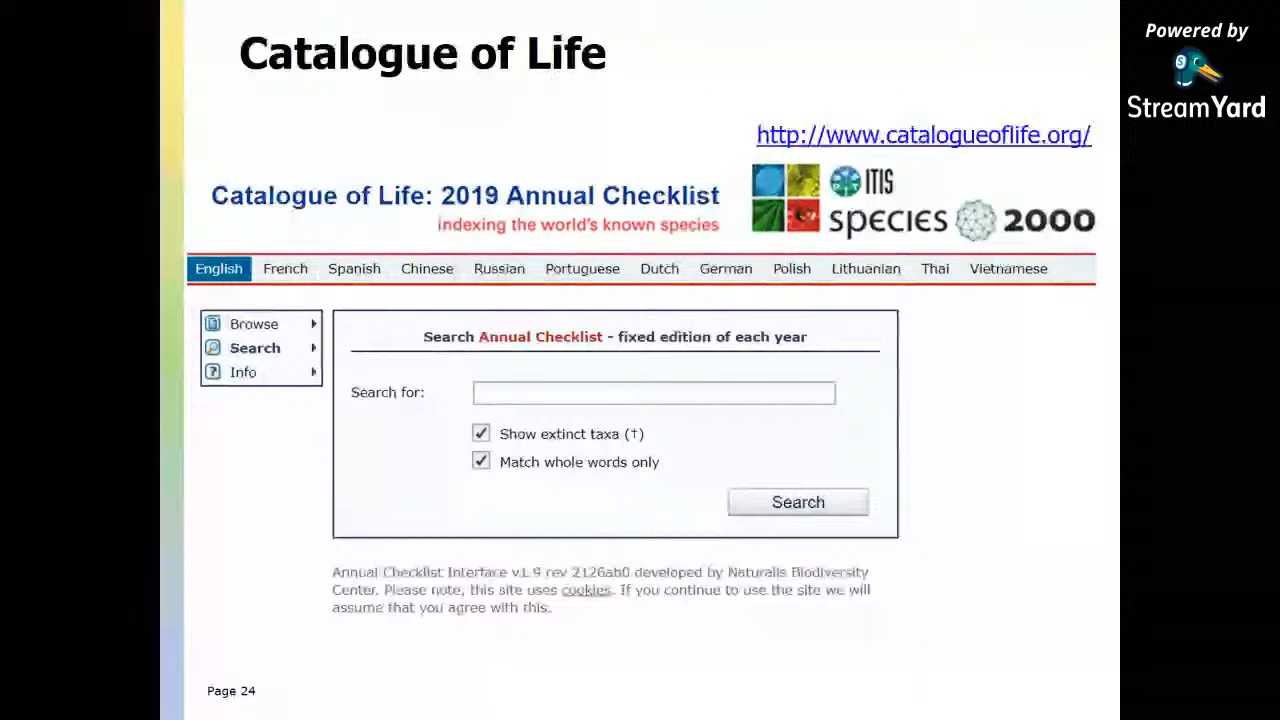 Catalogue of Life
Powered by
StreamYard
http://www.catalogueoflife.org/
Catalogue of Life: 2019 Annual Checklist
indexing the world's known species
ITIS
species 2000
English French Spanish Chinese Russian Portuguese Dutch German Polish Lithuanian Thai Vietnamese
Browse
Search
Info
Search Annual Checklist - fixed edition of each year
Search for:
Show extinct taxa (†)
Match whole words only
Search
Annual Checklist Interface v1.9 rev 2126ab0 developed by Naturalis Biodiversity
Center. Please note, this site uses cookies. If you continue to use the site we will
assume that you agree with this.
Page 24